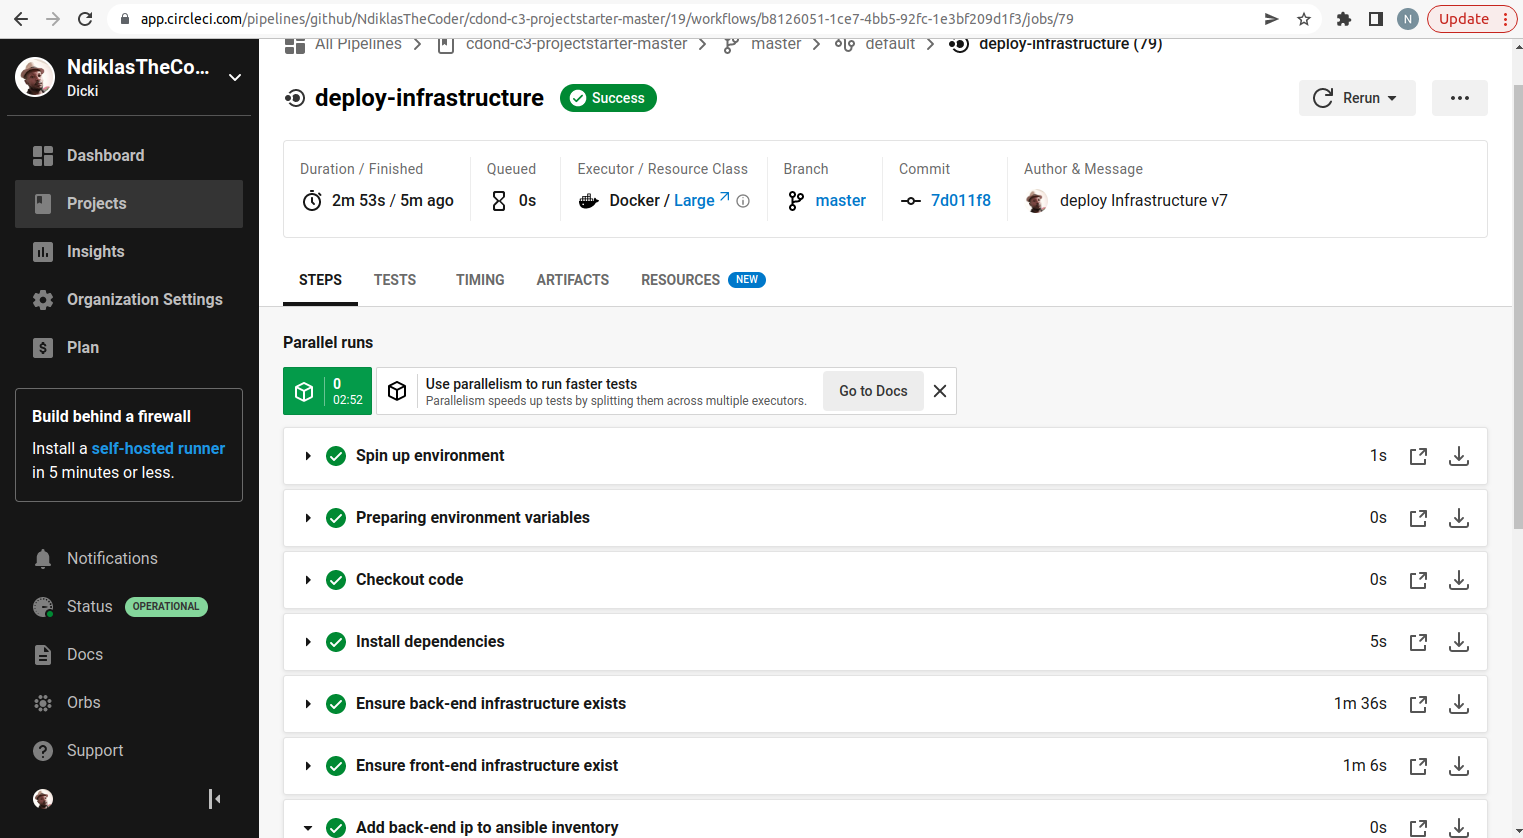 app.circleci.com/pipelines/github/NdiklasTheCoder/cdond-c3-projectstarter-master/19/workflows/b8126051-1ce7-4bb5-92fc-1e3bf209d1f3/jobs/79
N
Update
NdiklasTheCo...
Dicki
Dashboard
Projects
Insights
Organization Settings
Plan
Build behind a firewall
Install a self-hosted runner
in 5 minutes or less.
Notifications
Status OPERATIONAL
Docs
Orbs
Support
All Pipelines cdond-c3-projectstarter-master master default deploy-infrastructure (79)
deploy-infrastructure Success
Rerun
Duration / Finished
2m 53s / 5m ago
Queued
0s
Executor / Resource Class
Docker / Large
Branch
master
Commit
7d011f8
Author & Message
deploy Infrastructure v7
STEPS TESTS TIMING ARTIFACTS RESOURCES NEW
Parallel runs
0
02:52
Use parallelism to run faster tests
Parallelism speeds up tests by splitting them across multiple executors.
Go to Docs
Spin up environment 1s
Preparing environment variables 0s
Checkout code 0s
Install dependencies 5s
Ensure back-end infrastructure exists 1m 36s
Ensure front-end infrastructure exist 1m 6s
Add back-end ip to ansible inventory 0s